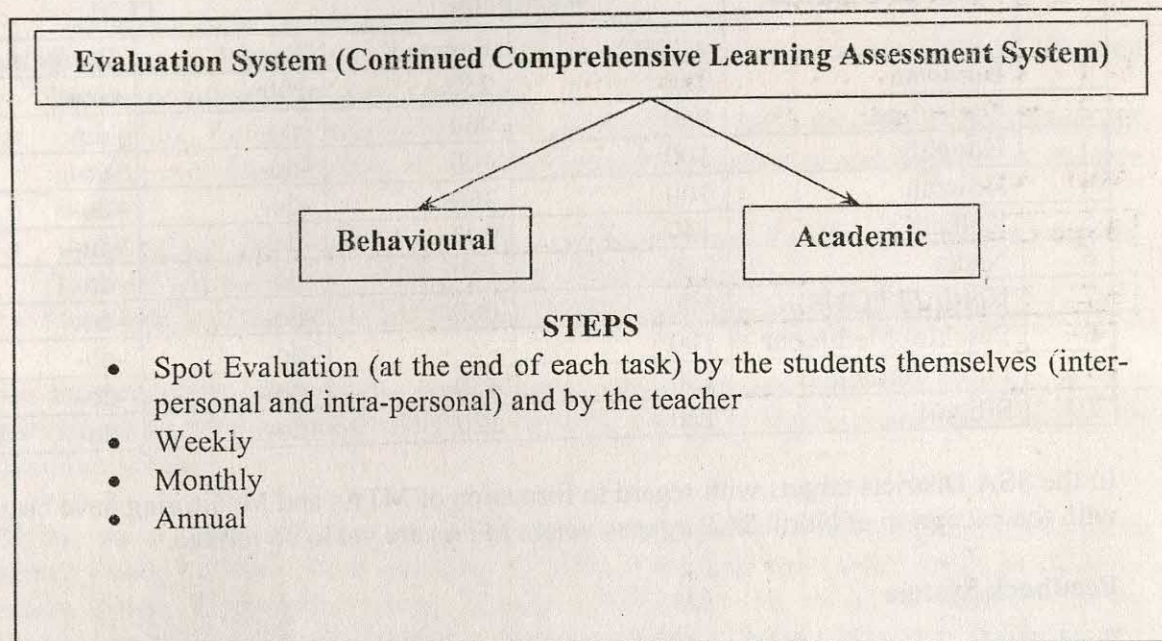 Evaluation System (Continued Comprehensive Learning Assessment System)
Behavioural
Academic
STEPS
• Spot Evaluation (at the end of each task) by the students themselves (inter-
personal and intra-personal) and by the teacher
• Weekly
• Monthly
• Annual